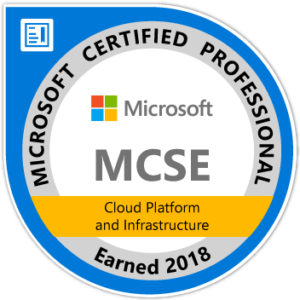 MICROSOFT CERTIFIED PROFESSIONAL
Microsoft
MCSE
Cloud Platform
and Infrastructure
Earned 2018